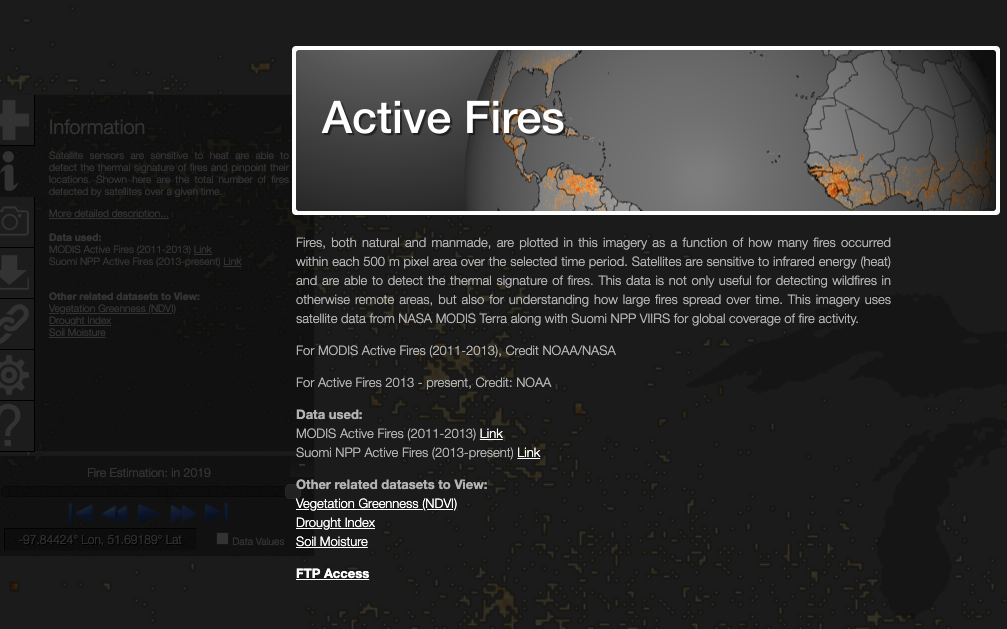 Active Fires
Information
Satellite sensors are sensitive to heat are able to
detect the thermal signature of fires and pinpoint their
locations. Shown here are the total number of fires
detected by satellites over a given time.
More detailed description...
Data used:
MODIS Active Fires (2011-2013) Link
Suomi NPP Active Fires (2013-present) Link
Other related datasets to View:
Vegetation Greenness (NDVI)
Drought Index
Soil Moisture
Fire Estimation: in 2019
-97.84424° Lon, 51.69189° Lat
Data Values
Fires, both natural and manmade, are plotted in this imagery as a function of how many fires occurred
within each 500 m pixel area over the selected time period. Satellites are sensitive to infrared energy (heat)
and are able to detect the thermal signature of fires. This data is not only useful for detecting wildfires in
otherwise remote areas, but also for understanding how large fires spread over time. This imagery uses
satellite data from NASA MODIS Terra along with Suomi NPP VIIRS for global coverage of fire activity.
For MODIS Active Fires (2011-2013), Credit NOAA/NASA
For Active Fires 2013 - present, Credit: NOAA
Data used:
MODIS Active Fires (2011-2013) Link
Suomi NPP Active Fires (2013-present) Link
Other related datasets to View:
Vegetation Greenness (NDVI)
Drought Index
Soil Moisture
FTP Access